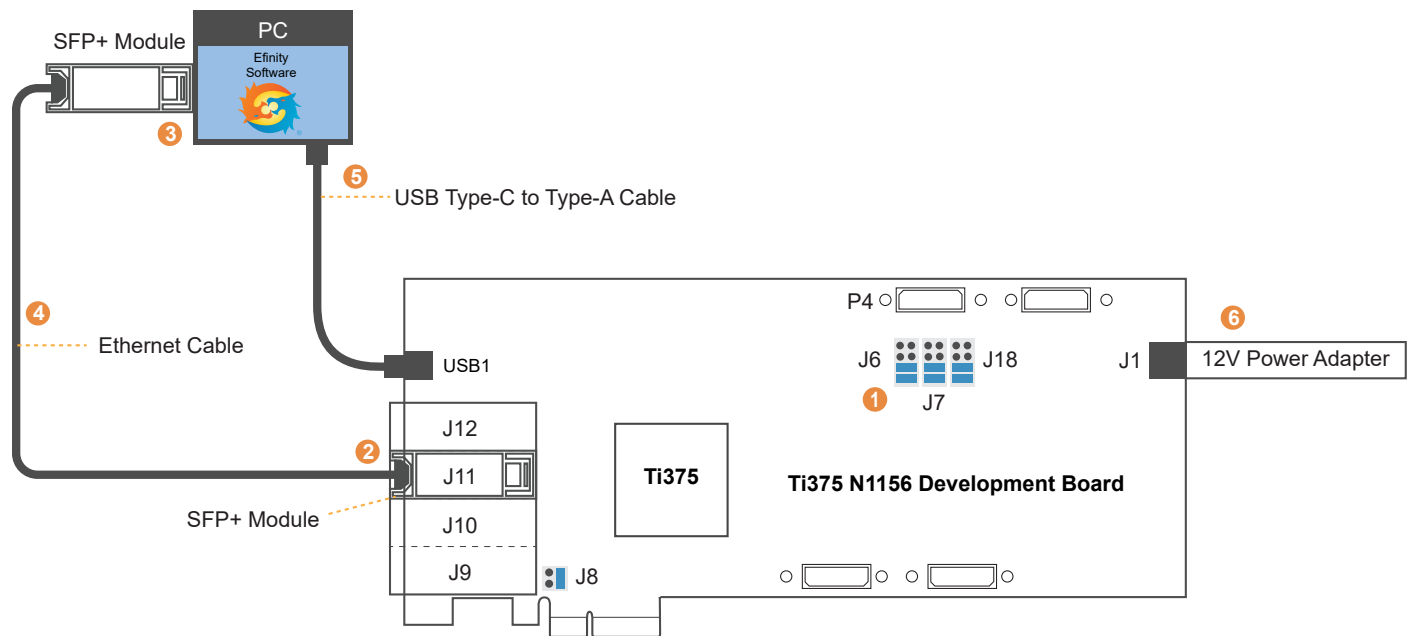 PC
SFP+ Module
Efinity
Software
®
3
5
USB Type-C to Type-A Cable
4
Ethernet Cable
P4
6
J6
J18
J1
12V Power Adapter
USB1
1
J7
J12
2
J11
Ti375
Ti375 N1156 Development Board
SFP+ Module
J10
J9
J8